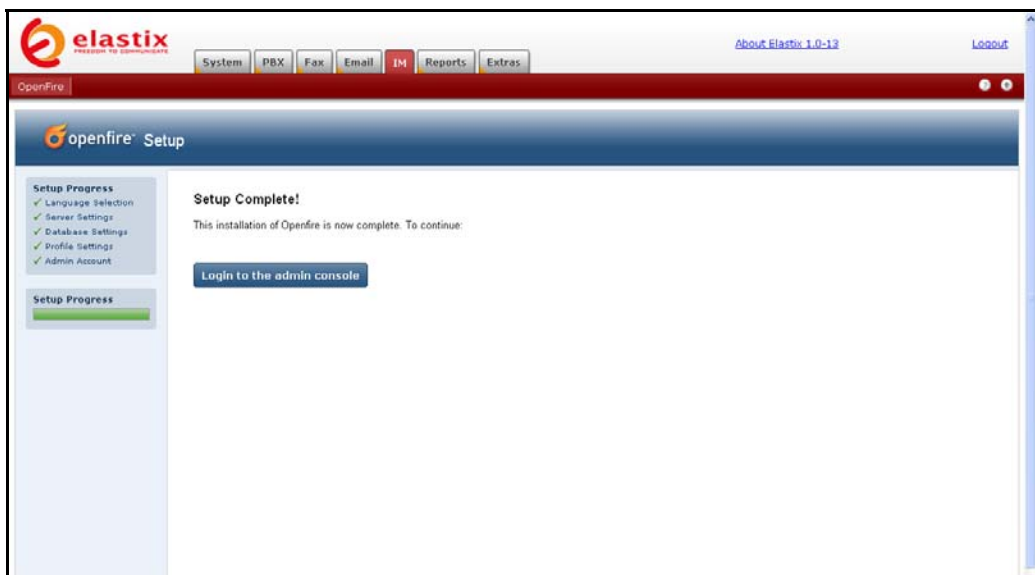 elastix
FREEDOM TO COMMUNICATE
About Elastix 1.0-13
Logout
System PBX Fax Email IM Reports Extras
OpenFire
openfire Setup
Setup Progress
Language Selection
Server Settings
Database Settings
Profile Settings
Admin Account
Setup Progress
Setup Complete!
This installation of Openfire is now complete. To continue:
Login to the admin console